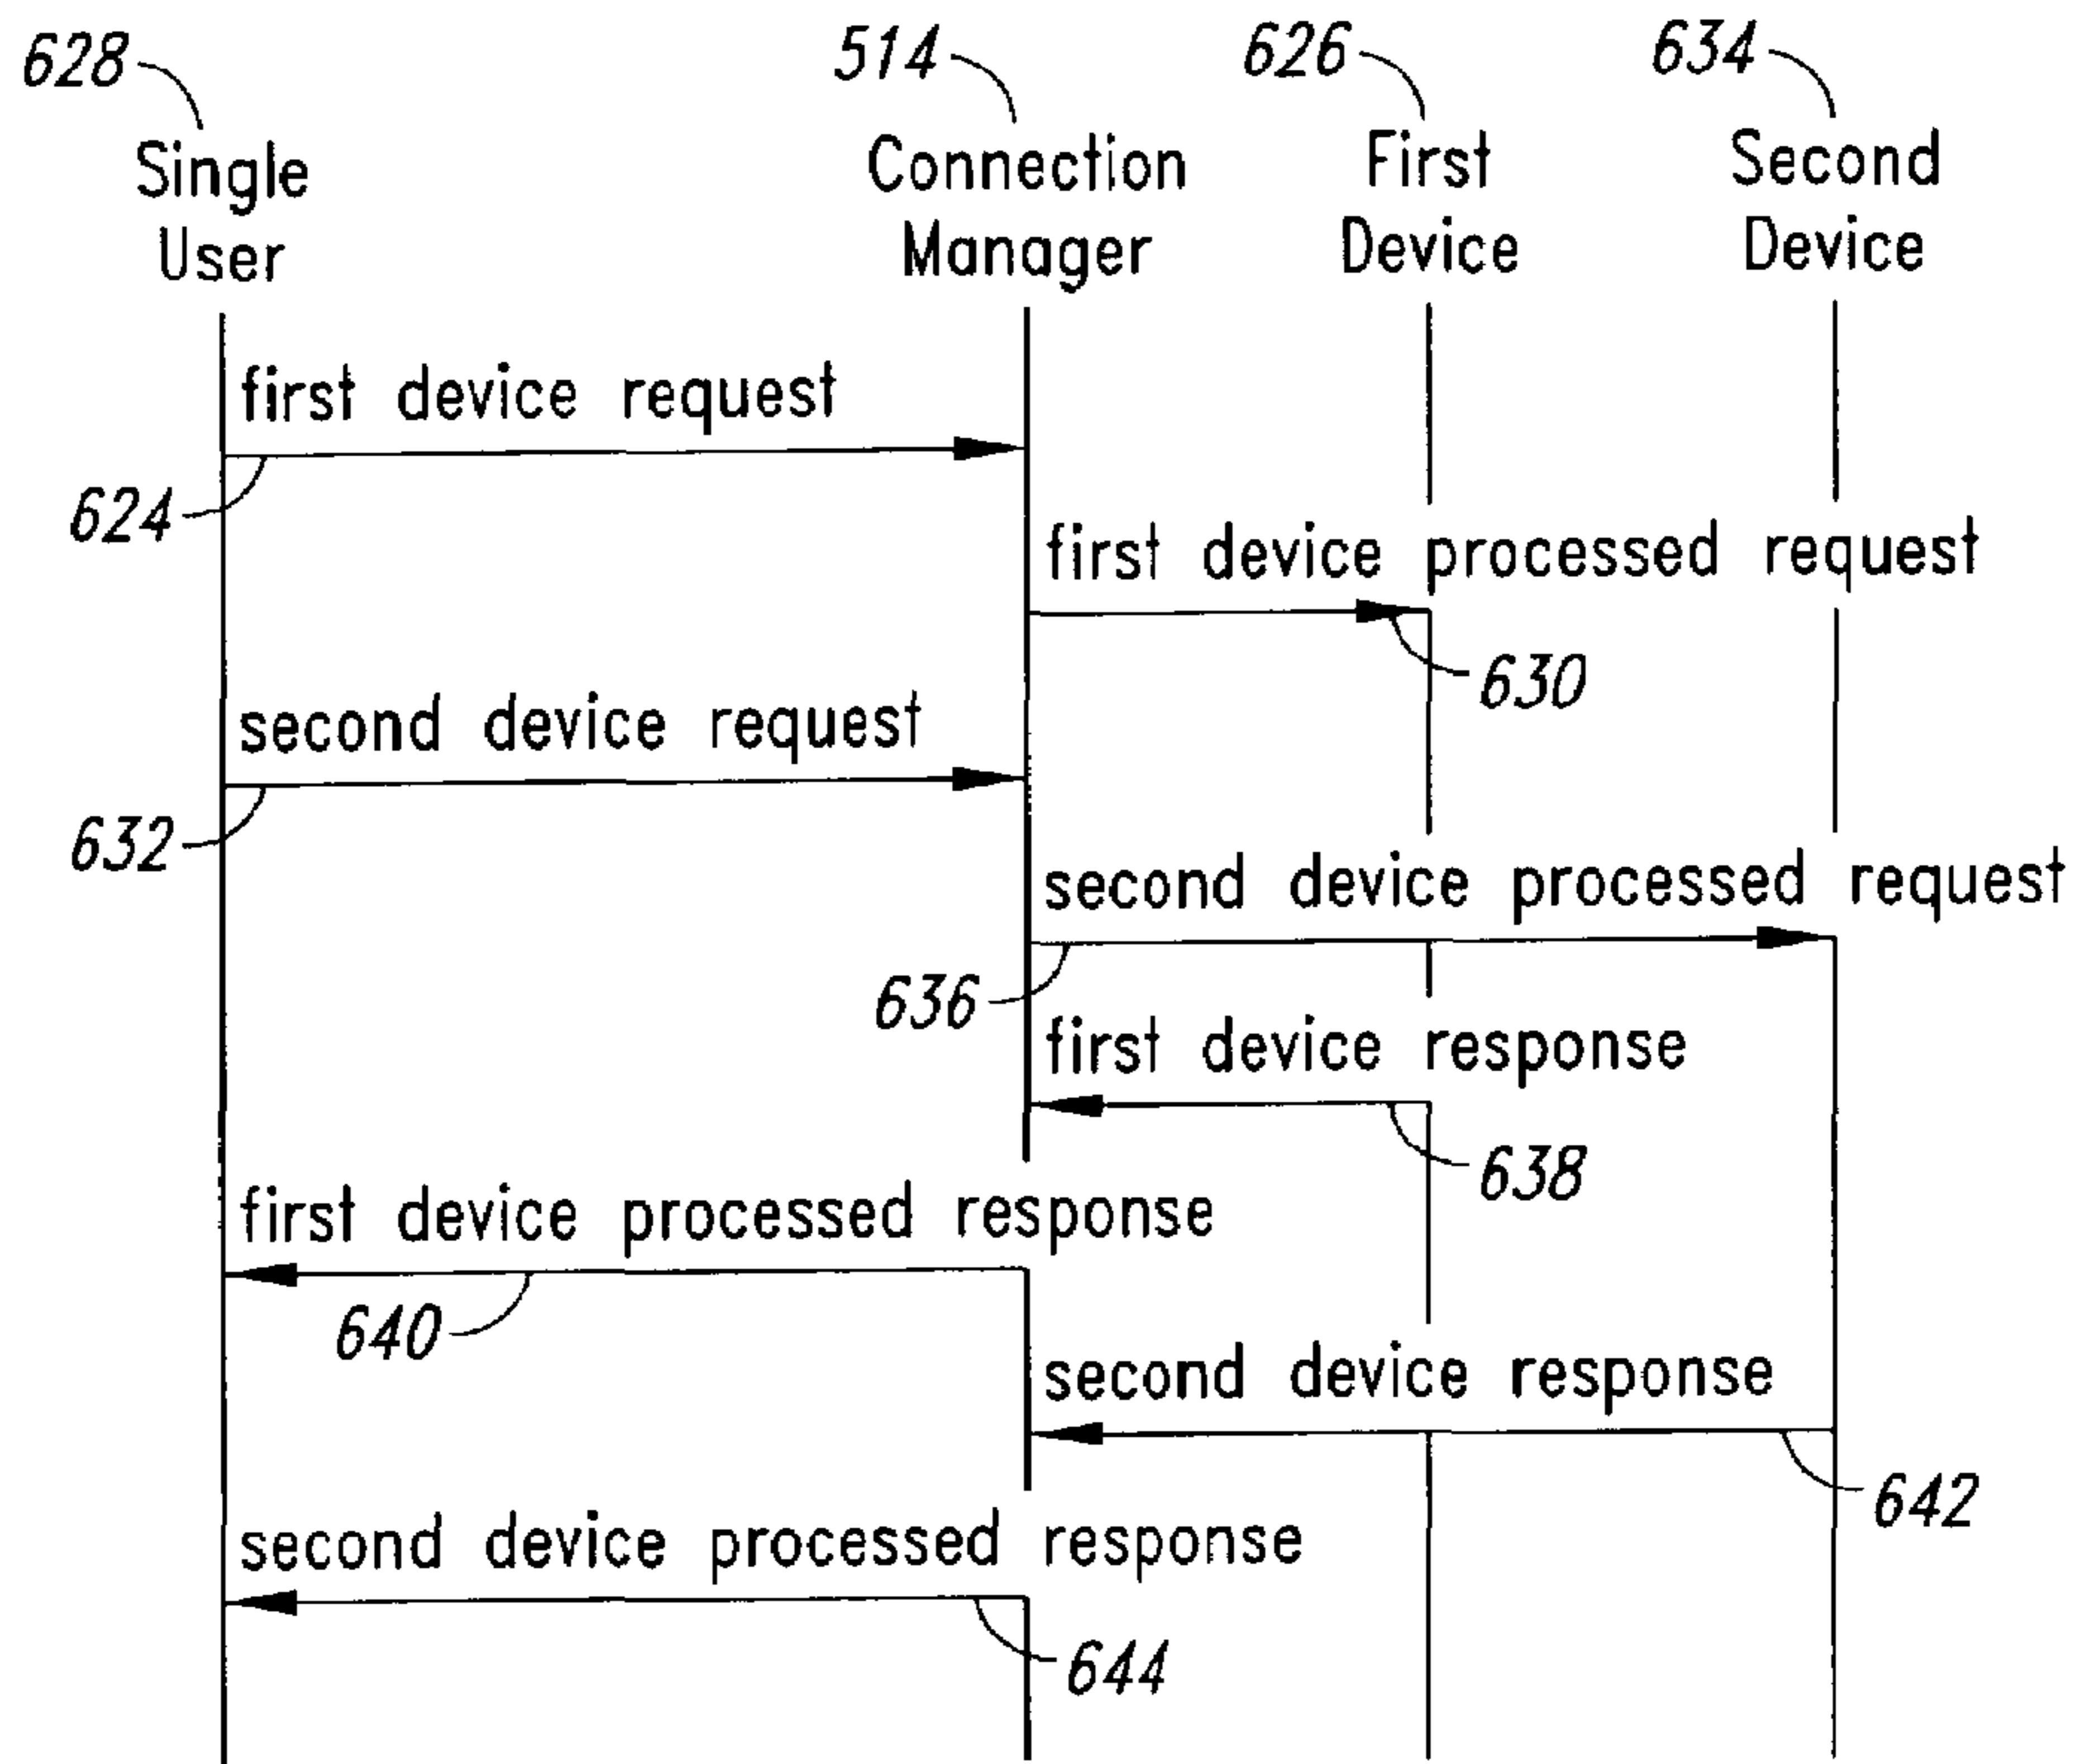 628
514
626
634
Single
User
Connection
Manager
First
Device
Second
Device
first device request
624
first device processed request
630
second device request
632
second device processed request
636
first device response
638
first device processed response
640
second device response
642
second device processed response
644